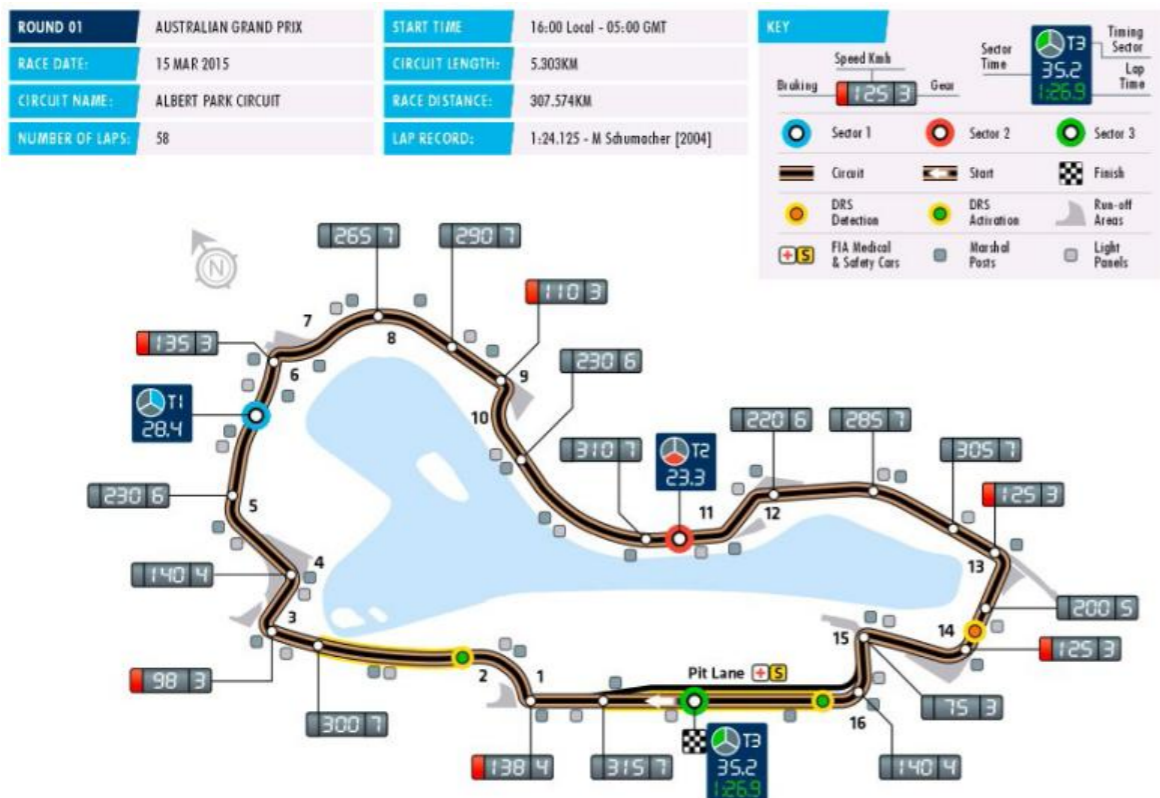 ROUND 01
AUSTRALIAN GRAND PRIX
RACE DATE:
15 MAR 2015
CIRCUIT NAME:
ALBERT PARK CIRCUIT
NUMBER OF LAPS:
58
START TIME
16:00 Local - 05:00 GMT
CIRCUIT LENGTH:
5.303KM
RACE DISTANCE:
307.574KM
LAP RECORD:
1:24.125 - M Schumacher [2004]
KEY
Speed Kmh
Braking
125 3
Gear
Sector
Time
T3
35.2
1:26.9
Timing
Sector
Lap
Time
Sector 1
Sector 2
Sector 3
Circuit
Start
Finish
DRS
Detection
DRS
Activation
Run-off
Areas
S
FIA Medical
& Safety Cars
Marshal
Posts
Light
Panels
N
265 7
290 7
110 3
7
8
135 3
6
9
230 6
T1
28.4
10
310 7
T2
23.3
220 6
285 7
305 7
125 3
230 6
5
11
12
13
140 4
4
200 5
3
14
15
125 3
98 3
2
1
Pit Lane
S
75 3
300 7
16
138 4
315 7
T3
35.2
1:26.9
140 4